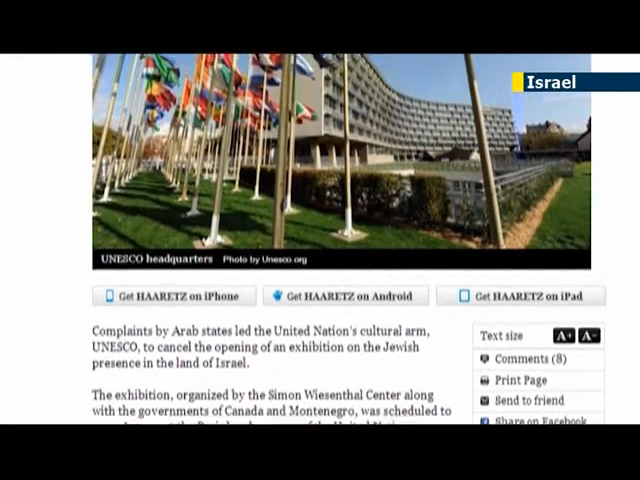 Israel
UNESCO headquarters Photo by Unesco.org
Get HAARETZ on iPhone
Get HAARETZ on Android
Get HAARETZ on iPad
Complaints by Arab states led the United Nation's cultural arm,
UNESCO, to cancel the opening of an exhibition on the Jewish
presence in the land of Israel.
The exhibition, organized by the Simon Wiesenthal Center along
with the governments of Canada and Montenegro, was scheduled to
Text size A+ A-
Comments (8)
Print Page
Send to friend
Share on Facebook